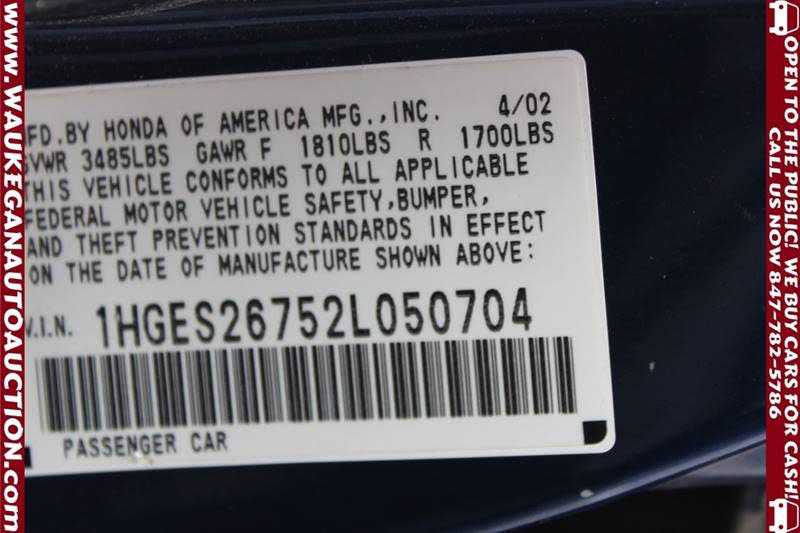 www.WAUKEGANAUTOAUCTION.com
MFD.BY HONDA OF AMERICA MFG.,INC. 4/02
GVWR 3485LBS GAWR F 1810LBS R 1700LBS
THIS VEHICLE CONFORMS TO ALL APPLICABLE
FEDERAL MOTOR VEHICLE SAFETY,BUMPER,
AND THEFT PREVENTION STANDARDS IN EFFECT
ON THE DATE OF MANUFACTURE SHOWN ABOVE:
V.I.N. 1HGES26752L050704
PASSENGER CAR
OPEN TO THE PUBLIC! WE BUY CARS FOR CASH!
CALL US NOW 847-782-5786